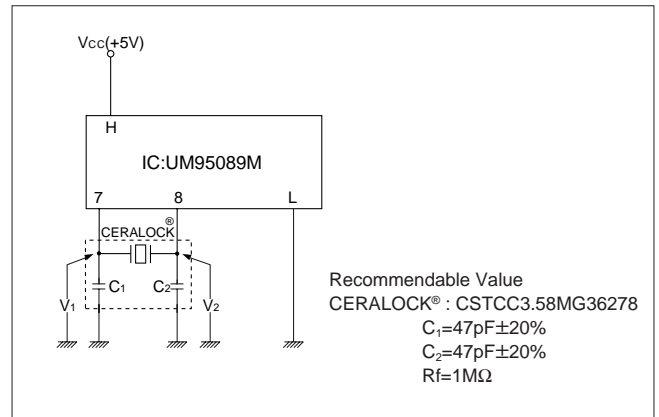 Vcc(+5V)
H
IC:UM95089M
7 8 L
CERALOCK®
C1 C2
V1 V2
Recommendable Value
CERALOCK® : CSTCC3.58MG36278
C1=47pF±20%
C2=47pF±20%
Rf=1MΩ